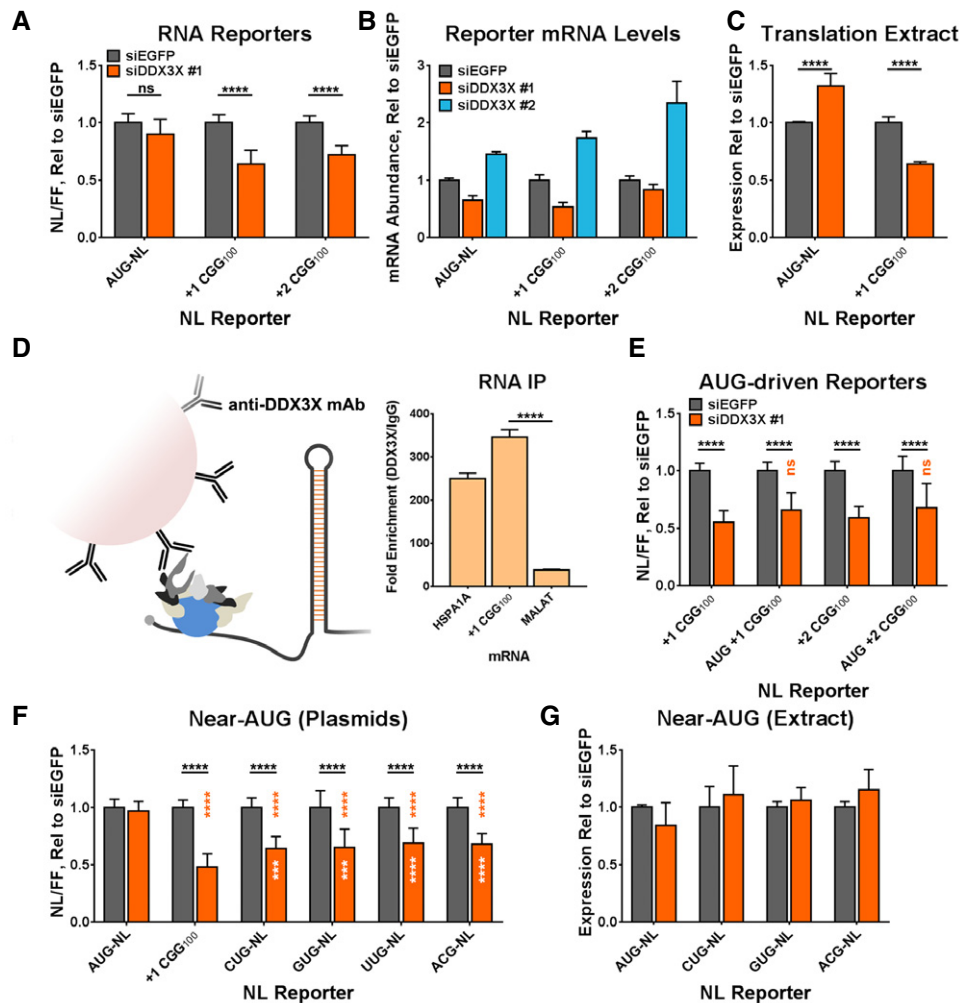 A
RNA Reporters
siEGFP
siDDX3X #1
NL/FF, Rel to siEGFP
1.5
1.0
0.5
0.0
ns
****
****
AUG-NL
+1 CGG₁₀₀
+2 CGG₁₀₀
NL Reporter
B
Reporter mRNA Levels
siEGFP
siDDX3X #1
siDDX3X #2
mRNA Abundance, Rel to siEGFP
3
2
1
0
AUG-NL
+1 CGG₁₀₀
+2 CGG₁₀₀
NL Reporter
C
Translation Extract
Expression Rel to siEGFP
1.5
1.0
0.5
0.0
****
****
AUG-NL
+1 CGG₁₀₀
NL Reporter
D
anti-DDX3X mAb
RNA IP
Fold Enrichment (DDX3X/IgG)
400
300
200
100
0
****
HSPA1A
+1 CGG₁₀₀
MALAT
mRNA
E
AUG-driven Reporters
siEGFP
siDDX3X #1
NL/FF, Rel to siEGFP
1.5
1.0
0.5
0.0
****
****
ns
****
****
ns
+1 CGG₁₀₀
AUG +1 CGG₁₀₀
+2 CGG₁₀₀
AUG +2 CGG₁₀₀
NL Reporter
F
Near-AUG (Plasmids)
NL/FF, Rel to siEGFP
1.5
1.0
0.5
0.0
****
****
****
****
****
****
****
****
****
****
***
***
****
****
AUG-NL
+1 CGG₁₀₀
CUG-NL
GUG-NL
UUG-NL
ACG-NL
NL Reporter
G
Near-AUG (Extract)
Expression Rel to siEGFP
1.5
1.0
0.5
0.0
AUG-NL
CUG-NL
GUG-NL
ACG-NL
NL Reporter